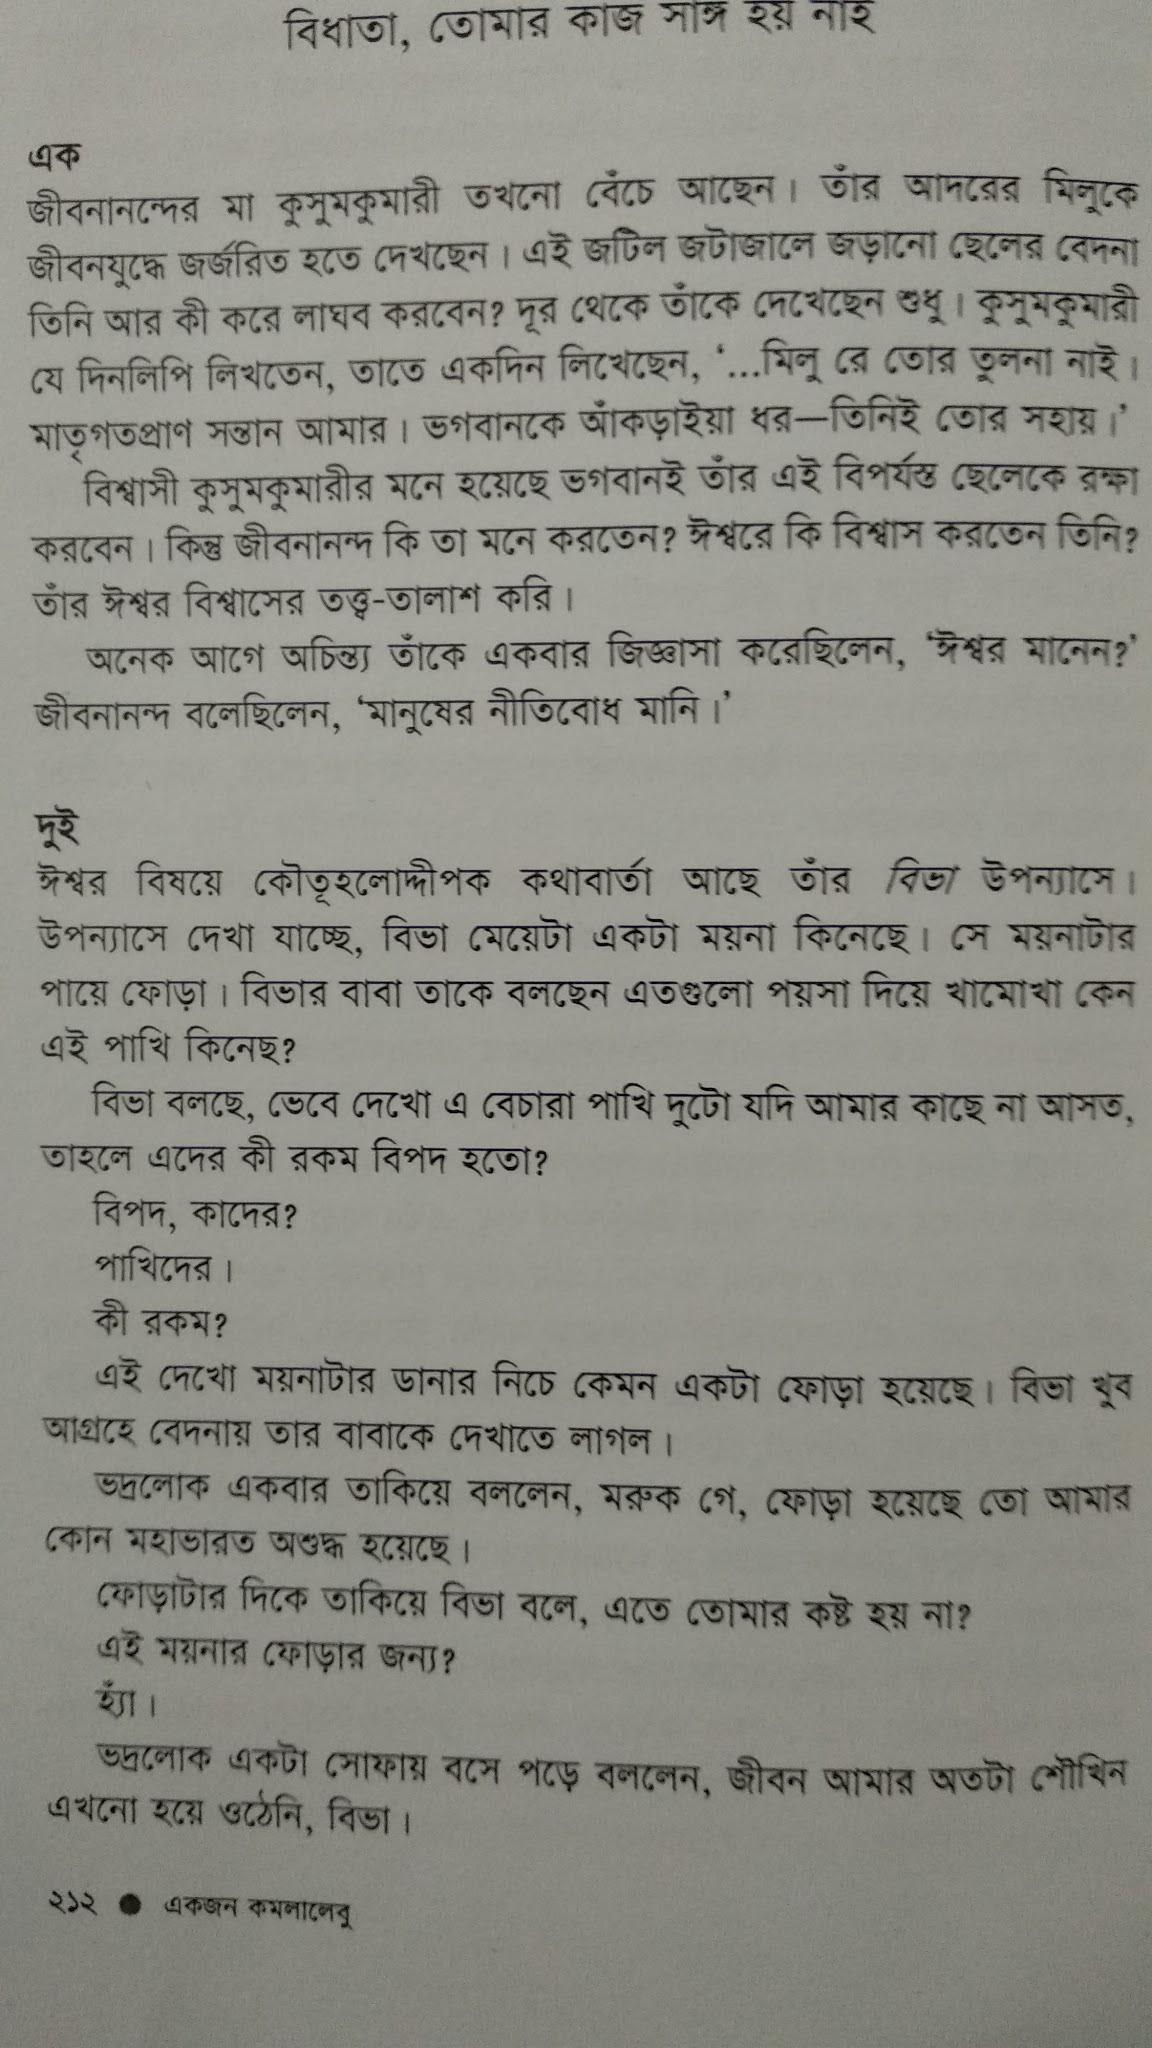 বিধাতা, তোমার কাজ সাঙ্গ হয় নাই
এক
জীবনানন্দের মা কুসুমকুমারী তখনো বেঁচে আছেন। তাঁর আদরের মিলুকে
জীবনযুদ্ধে জর্জরিত হতে দেখছেন। এই জটিল জটাজালে জড়ানো ছেলের বেদনা
তিনি আর কী করে লাঘব করবেন? দূর থেকে তাঁকে দেখেছেন শুধু। কুসুমকুমারী
যে দিনলিপি লিখতেন, তাতে একদিন লিখেছেন, ‘...মিলু রে তোর তুলনা নাই।
মাতৃগতপ্রাণ সন্তান আমার। ভগবানকে আঁকড়াইয়া ধর—তিনিই তোর সহায়।’
বিশ্বাসী কুসুমকুমারীর মনে হয়েছে ভগবানই তাঁর এই বিপর্যস্ত ছেলেকে রক্ষা
করবেন। কিন্তু জীবনানন্দ কি তা মনে করতেন? ঈশ্বরে কি বিশ্বাস করতেন তিনি?
তাঁর ঈশ্বর বিশ্বাসের তত্ত্ব-তালাশ করি।
অনেক আগে অচিন্ত্য তাঁকে একবার জিজ্ঞাসা করেছিলেন, ‘ঈশ্বর মানেন?’
জীবনানন্দ বলেছিলেন, ‘মানুষের নীতিবোধ মানি।’
দুই
ঈশ্বর বিষয়ে কৌতূহলোদ্দীপক কথাবার্তা আছে তাঁর বিভা উপন্যাসে।
উপন্যাসে দেখা যাচ্ছে, বিভা মেয়েটা একটা ময়না কিনেছে। সে ময়নাটার
পায়ে ফোড়া। বিভার বাবা তাকে বলছেন এতগুলো পয়সা দিয়ে খামোখা কেন
এই পাখি কিনেছ?
বিভা বলছে, ভেবে দেখো এ বেচারা পাখি দুটো যদি আমার কাছে না আসত,
তাহলে এদের কী রকম বিপদ হতো?
বিপদ, কাদের?
পাখিদের।
কী রকম?
এই দেখো ময়নাটার ডানার নিচে কেমন একটা ফোড়া হয়েছে। বিভা খুব
আগ্রহে বেদনায় তার বাবাকে দেখাতে লাগল।
ভদ্রলোক একবার তাকিয়ে বললেন, মরুক গে, ফোড়া হয়েছে তো আমার
কোন মহাভারত অশুদ্ধ হয়েছে।
ফোড়াটার দিকে তাকিয়ে বিভা বলে, এতে তোমার কষ্ট হয় না?
এই ময়নার ফোড়ার জন্য?
হ্যাঁ।
ভদ্রলোক একটা সোফায় বসে পড়ে বললেন, জীবন আমার অতটা শৌখিন
এখনো হয়ে ওঠেনি, বিভা।
২১২ ● একজন কমলালেবু